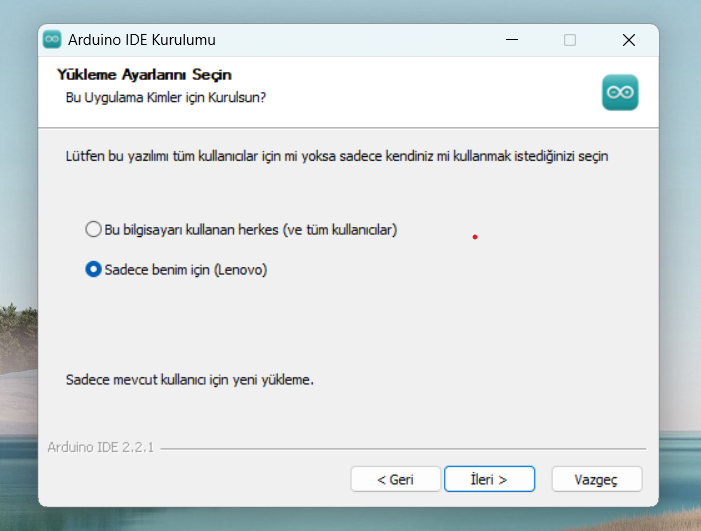 Arduino IDE Kurulumu
Yükleme Ayarlarını Seçin
Bu Uygulama Kimler için Kurulsun?
Lütfen bu yazılımı tüm kullanıcılar için mi yoksa sadece kendiniz mi kullanmak istediğinizi seçin
Bu bilgisayarı kullanan herkes (ve tüm kullanıcılar)
Sadece benim için (Lenovo)
Sadece mevcut kullanıcı için yeni yükleme.
Arduino IDE 2.2.1
< Geri
İleri >
Vazgeç